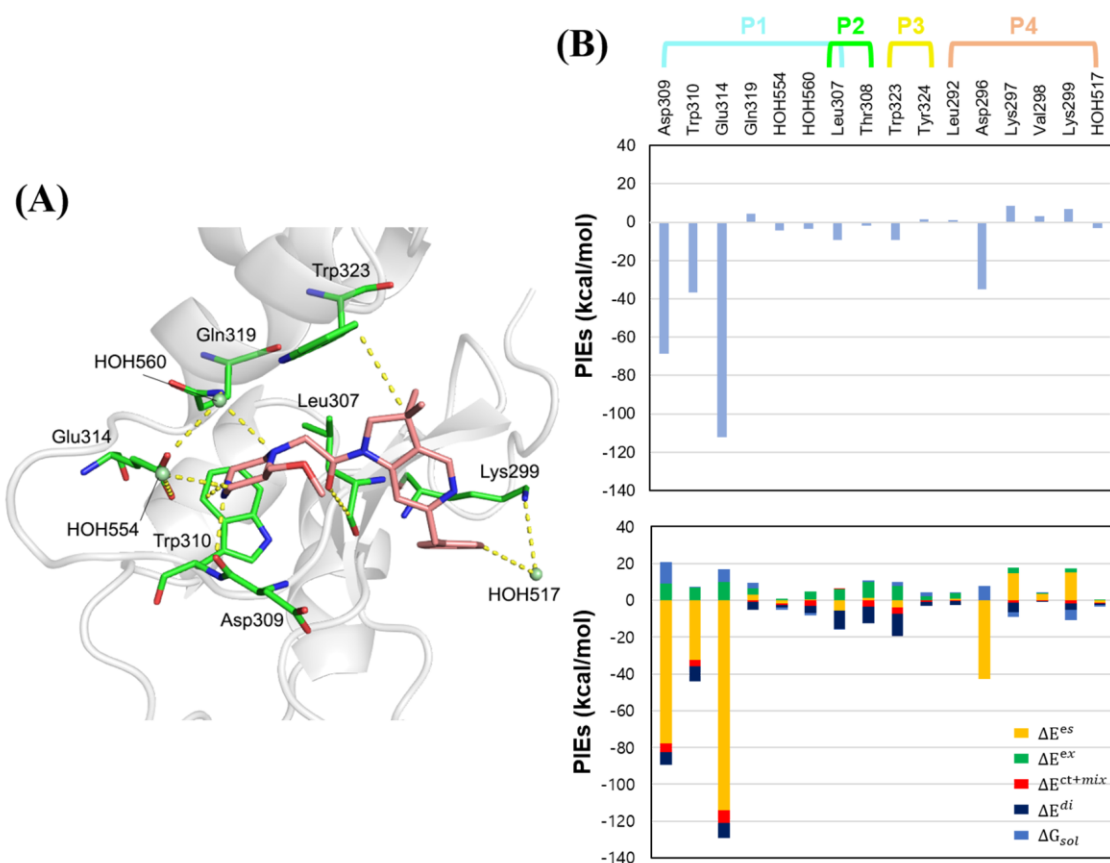 (A)
Trp323
Gln319
HOH560
Leu307
Glu314
Lys299
HOH554
Trp310
HOH517
Asp309
(B)
P1 P2 P3 P4
Asp309 Trp310 Glu314 Gln319 HOH554 HOH560 Leu307 Thr308 Trp323 Tyr324 Leu292 Asp296 Lys297 Val298 Lys299 HOH517
PIEs (kcal/mol)
40
20
0
-20
-40
-60
-80
-100
-120
-140
PIEs (kcal/mol)
40
20
0
-20
-40
-60
-80
-100
-120
-140
ΔE^es
ΔE^ex
ΔE^ct+mix
ΔE^di
ΔG_sol